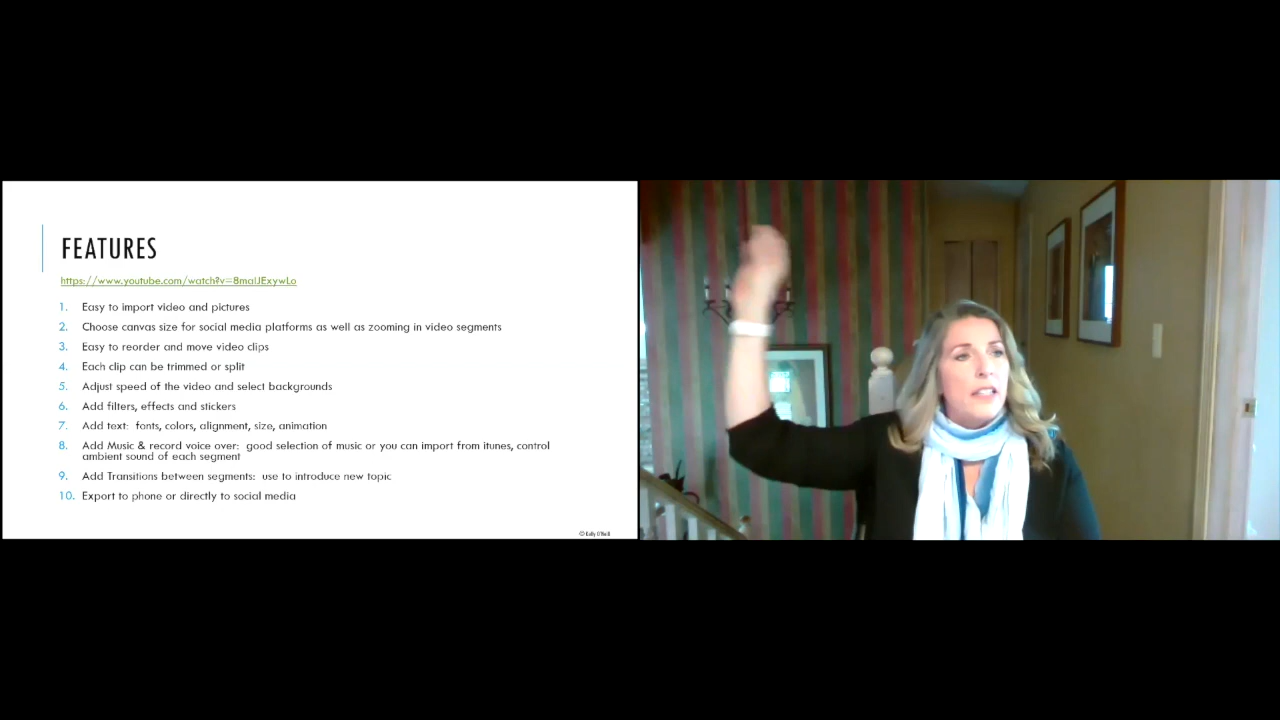 FEATURES
https://www.youtube.com/watch?v=8malJExywLo
1. Easy to import video and pictures
2. Choose canvas size for social media platforms as well as zooming in video segments
3. Easy to reorder and move video clips
4. Each clip can be trimmed or split
5. Adjust speed of the video and select backgrounds
6. Add filters, effects and stickers
7. Add text:  fonts, colors, alignment, size, animation
8. Add Music & record voice over:  good selection of music or you can import from itunes, control
ambient sound of each segment
9. Add Transitions between segments:  use to introduce new topic
10. Export to phone or directly to social media
© Kelly O'Neill